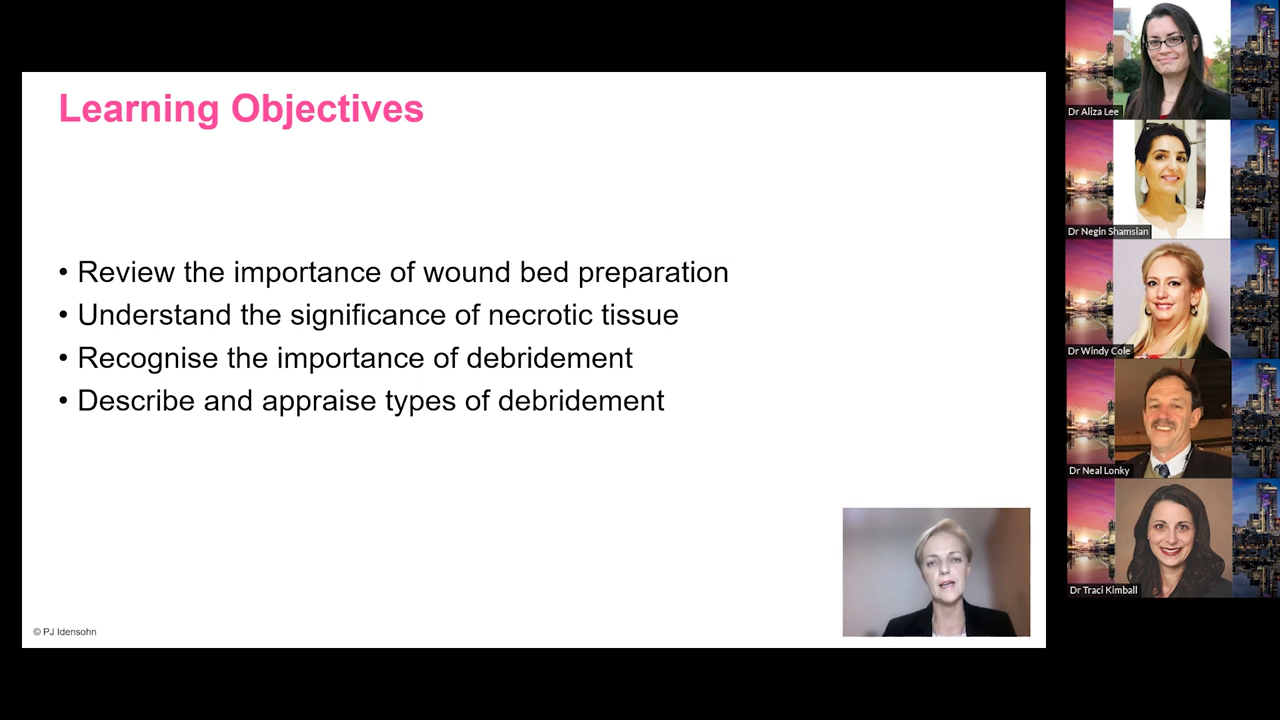 Learning Objectives
• Review the importance of wound bed preparation
• Understand the significance of necrotic tissue
• Recognise the importance of debridement
• Describe and appraise types of debridement
© PJ Idensohn
Dr Aliza Lee
Dr Negin Shamsian
Dr Windy Cole
Dr Neal Lonky
Dr Traci Kimball